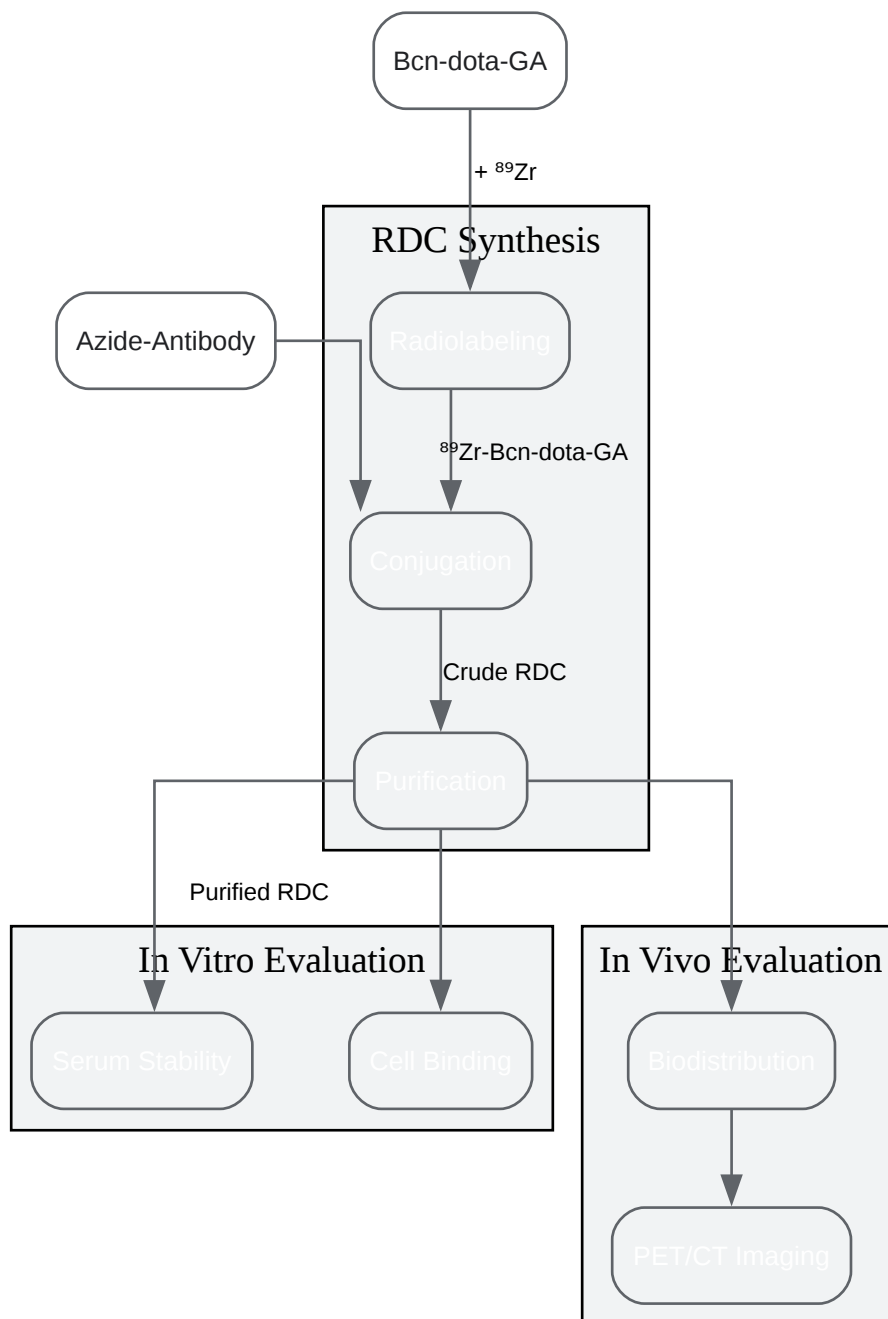 Bcn-dota-GA
+ ⁸⁹Zr
RDC Synthesis
Azide-Antibody
Radiolabeling
⁸⁹Zr-Bcn-dota-GA
Conjugation
Crude RDC
Purification
Purified RDC
In Vitro Evaluation
In Vivo Evaluation
Serum Stability
Cell Binding
Biodistribution
PET/CT Imaging